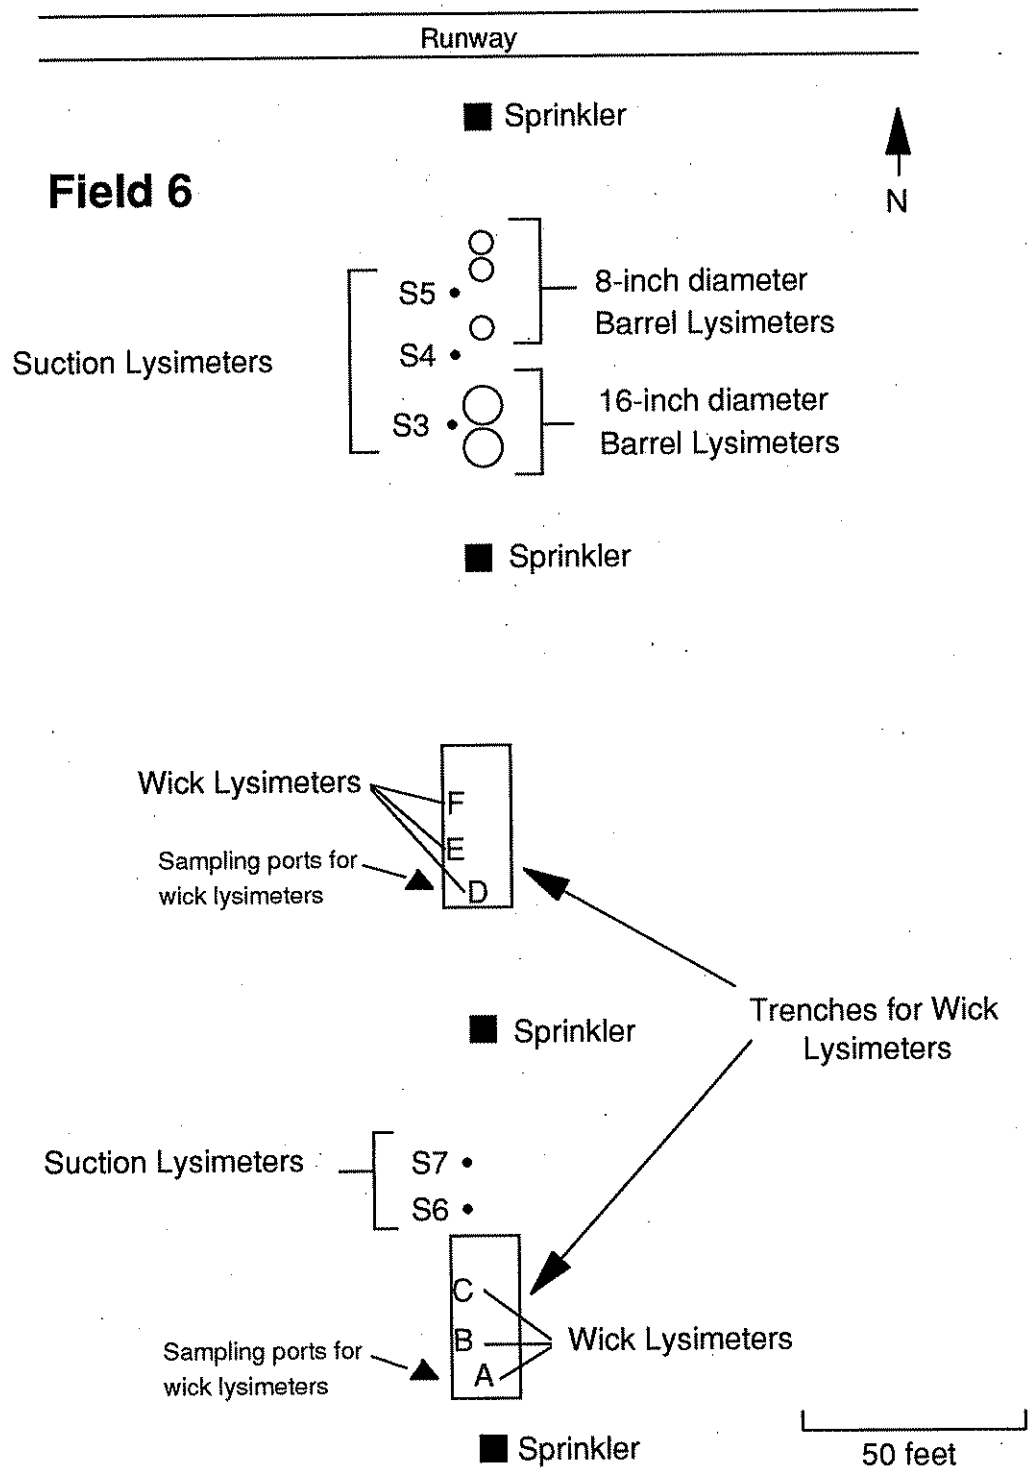 Runway
Sprinkler
Field 6
N
8-inch diameter
Barrel Lysimeters
S5
S4
Suction Lysimeters
16-inch diameter
Barrel Lysimeters
S3
Sprinkler
Wick Lysimeters
F
E
Sampling ports for
wick lysimeters
D
Trenches for Wick
Lysimeters
Sprinkler
Suction Lysimeters
S7
S6
C
B
Wick Lysimeters
Sampling ports for
wick lysimeters
A
Sprinkler
50 feet